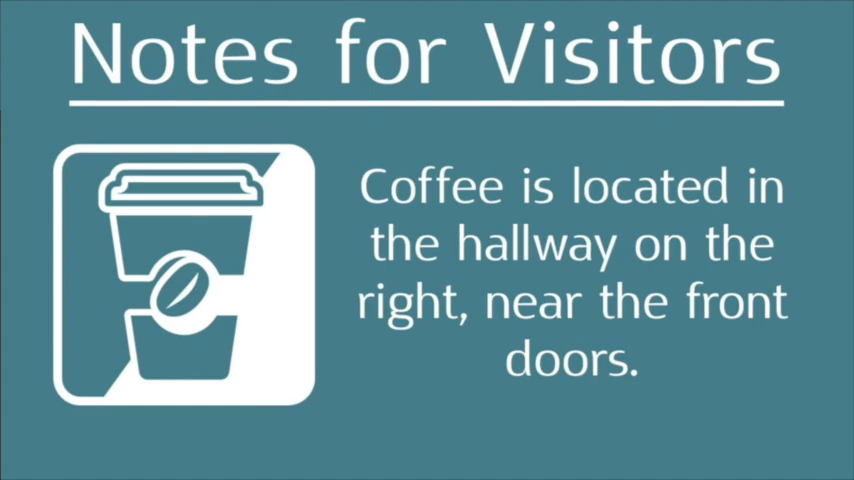 Notes for Visitors
Coffee is located in
the hallway on the
right, near the front
doors.